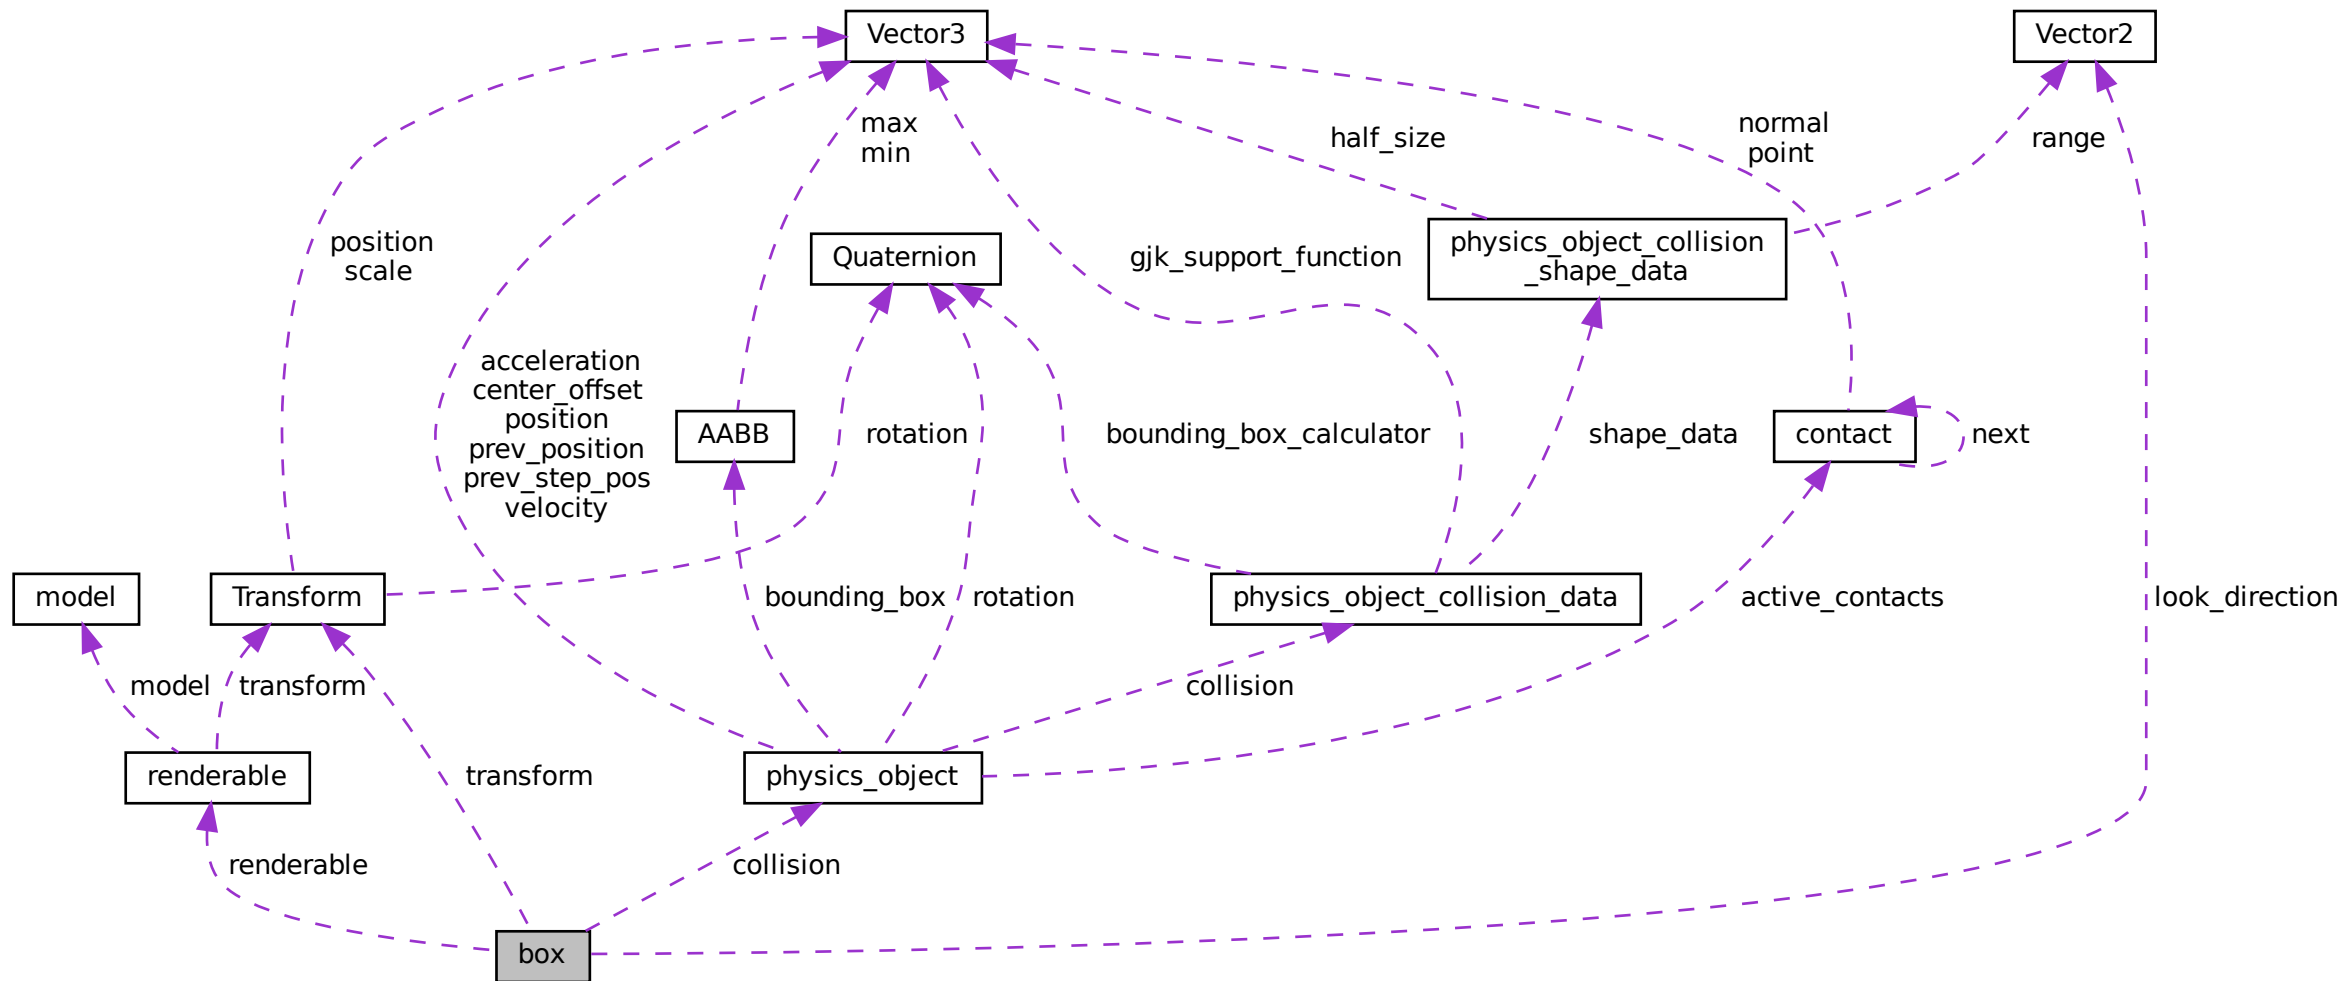 Vector3
Vector2
max
min
normal
point
half_size
range
position
scale
Quaternion
gjk_support_function
physics_object_collision
_shape_data
acceleration
center_offset
position
prev_position
prev_step_pos
velocity
AABB
rotation
bounding_box_calculator
shape_data
contact
next
model
Transform
bounding_box
rotation
physics_object_collision_data
active_contacts
look_direction
model
transform
collision
renderable
transform
physics_object
renderable
collision
box